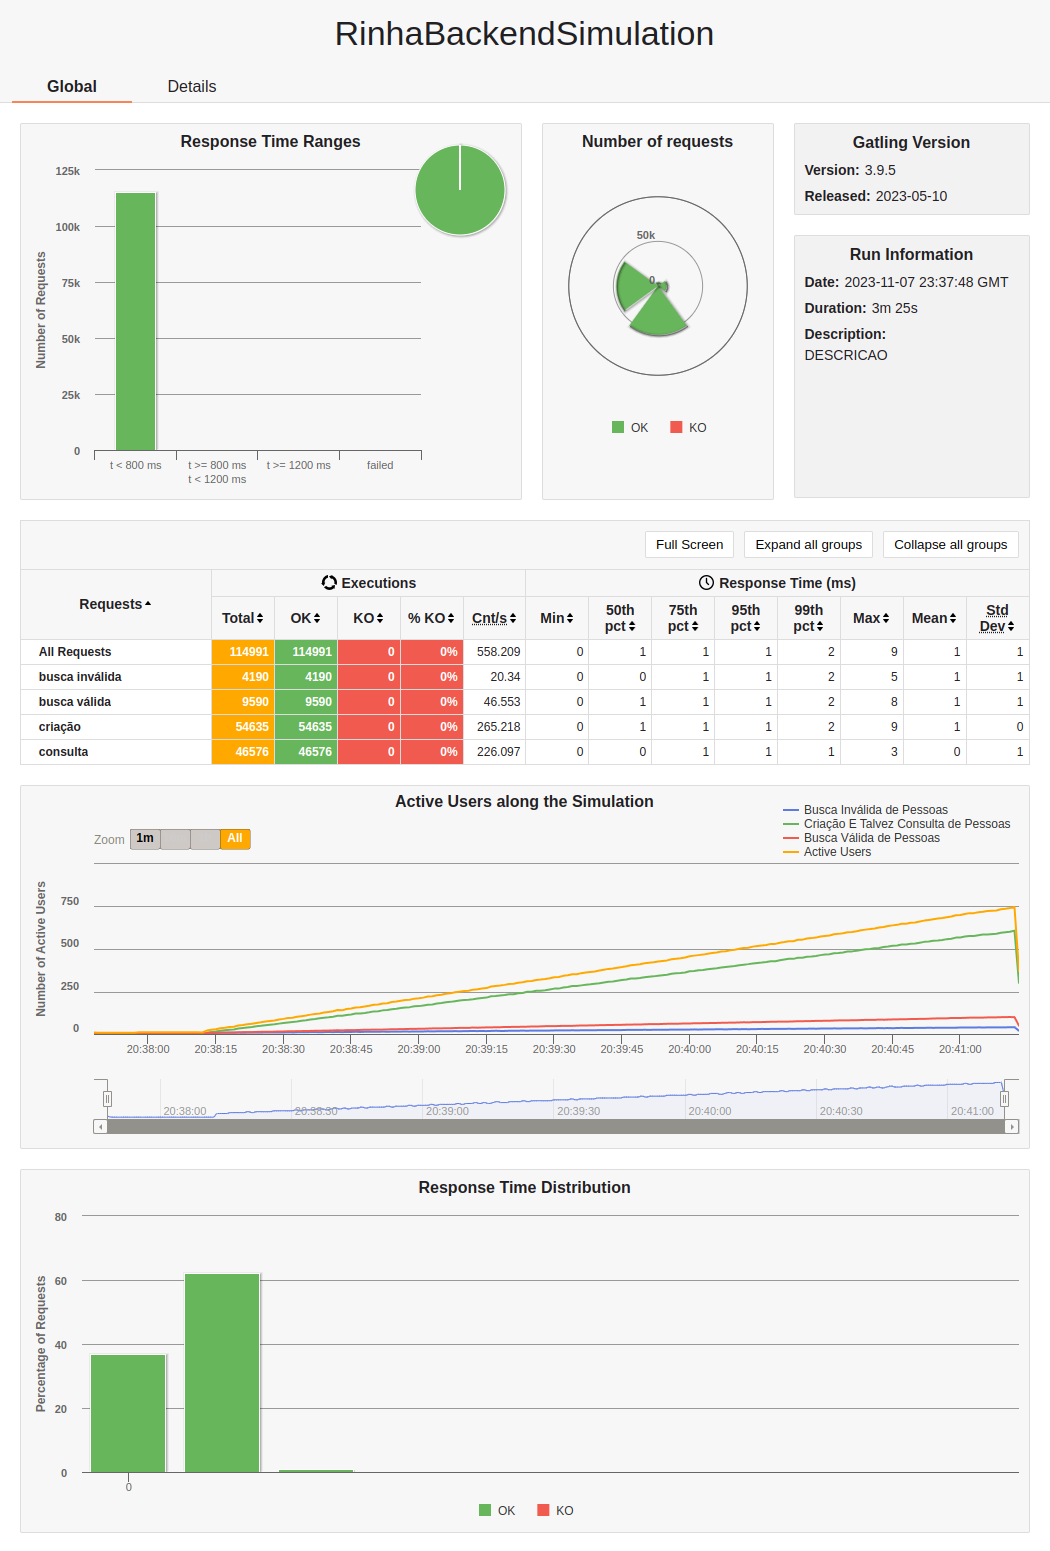 RinhaBackendSimulation
Global
Details
Response Time Ranges
125k
100k
75k
50k
25k
0
Number of Requests
t < 800 ms
t >= 800 ms
t < 1200 ms
t >= 1200 ms
failed
Number of requests
50k
0
OK
KO
Gatling Version
Version: 3.9.5
Released: 2023-05-10
Run Information
Date: 2023-11-07 23:37:48 GMT
Duration: 3m 25s
Description:
DESCRICAO
Full Screen
Expand all groups
Collapse all groups
Requests
Executions
Response Time (ms)
Total OK KO % KO Cnt/s Min 50th pct 75th pct 95th pct 99th pct Max Mean Std Dev
All Requests 114991 114991 0 0% 558.209 0 1 1 1 2 9 1 1
busca inválida 4190 4190 0 0% 20.34 0 0 1 1 2 5 1 1
busca válida 9590 9590 0 0% 46.553 0 1 1 1 2 8 1 1
criação 54635 54635 0 0% 265.218 0 1 1 1 2 9 1 0
consulta 46576 46576 0 0% 226.097 0 0 1 1 1 3 0 1
Active Users along the Simulation
Zoom 1m All
Busca Inválida de Pessoas
Criação E Talvez Consulta de Pessoas
Busca Válida de Pessoas
Active Users
750
500
250
0
Number of Active Users
20:38:00 20:38:15 20:38:30 20:38:45 20:39:00 20:39:15 20:39:30 20:39:45 20:40:00 20:40:15 20:40:30 20:40:45 20:41:00
20:38:00 20:38:30 20:39:00 20:39:30 20:40:00 20:40:30 20:41:00
Response Time Distribution
80
60
40
20
0
Percentage of Requests
0
OK
KO